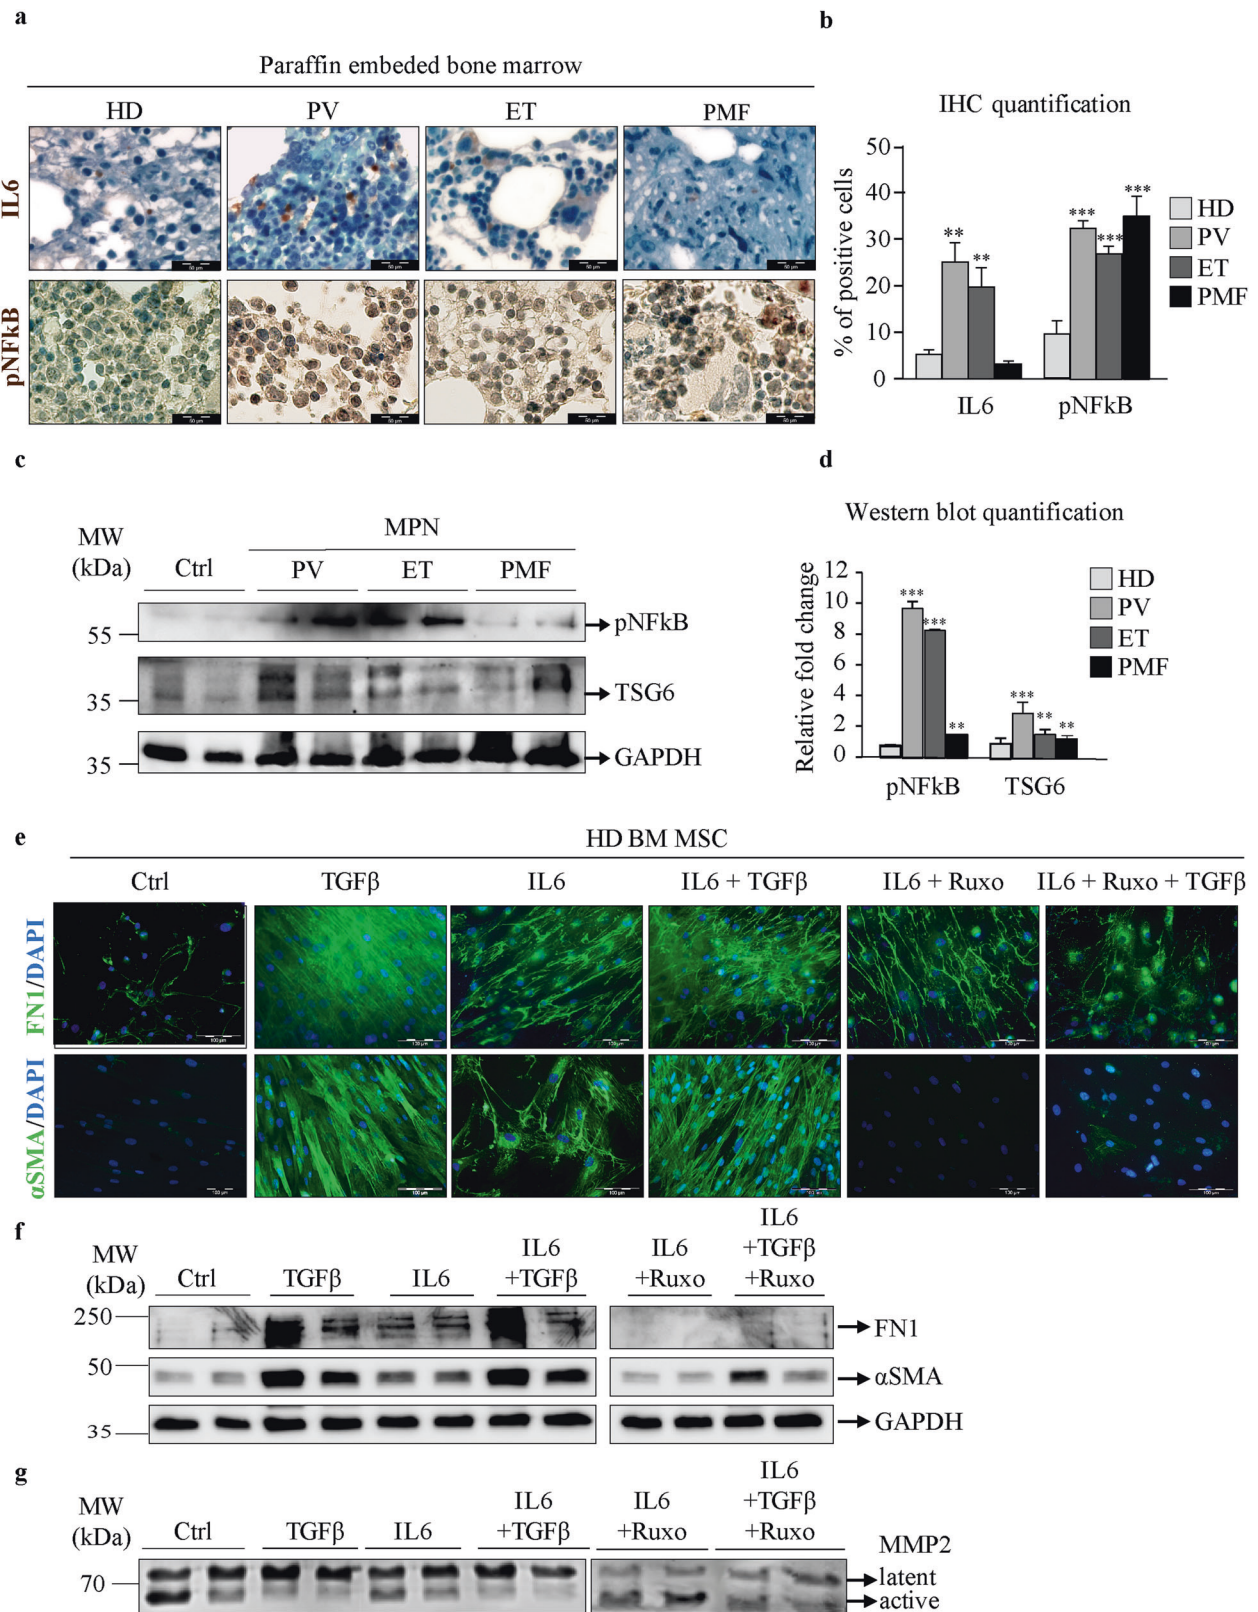 a
Paraffin embeded bone marrow
HD PV ET PMF
IL6
pNFkB
b
IHC quantification
% of positive cells
50
40
30
20
10
0
** ** *** *** ***
IL6 pNFkB
HD
PV
ET
PMF
c
MW
(kDa)
MPN
Ctrl PV ET PMF
55
pNFkB
35
TSG6
35
GAPDH
d
Western blot quantification
Relative fold change
12
10
8
6
4
2
0
*** *** ** *** ** **
pNFkB TSG6
HD
PV
ET
PMF
e
HD BM MSC
Ctrl TGFβ IL6 IL6 + TGFβ IL6 + Ruxo IL6 + Ruxo + TGFβ
FN1/DAPI
αSMA/DAPI
f
MW
(kDa)
Ctrl TGFβ IL6
IL6
+TGFβ
IL6
+Ruxo
IL6
+TGFβ
+Ruxo
250
FN1
50
αSMA
35
GAPDH
g
MW
(kDa)
Ctrl TGFβ IL6
IL6
+TGFβ
IL6
+Ruxo
IL6
+TGFβ
+Ruxo
MMP2
70
latent
active